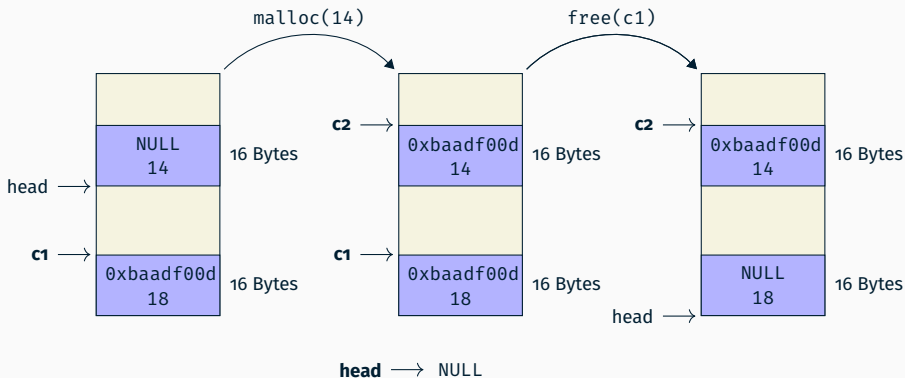 malloc(14)
free(c1)
NULL
14
16 Bytes
head
c1
0xbaadf00d
18
16 Bytes
c2
0xbaadf00d
14
16 Bytes
c1
0xbaadf00d
18
16 Bytes
c2
0xbaadf00d
14
16 Bytes
NULL
18
16 Bytes
head
head NULL